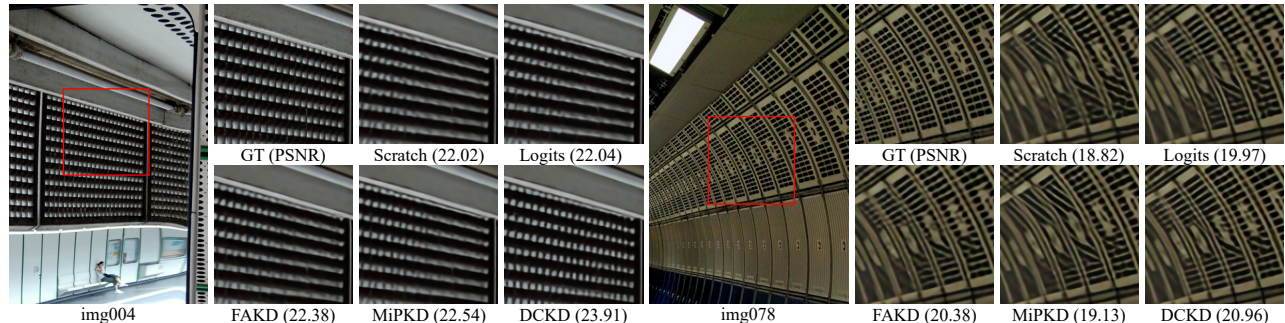 GT (PSNR) Scratch (22.02) Logits (22.04) GT (PSNR) Scratch (18.82) Logits (19.97)
img004 FAKD (22.38) MiPKD (22.54) DCKD (23.91) img078 FAKD (20.38) MiPKD (19.13) DCKD (20.96)